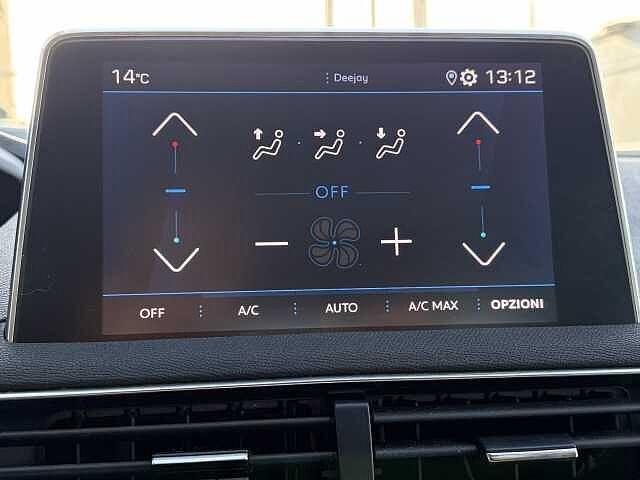 14°C Deejay 13:12
OFF
OFF A/C AUTO A/C MAX OPZIONI